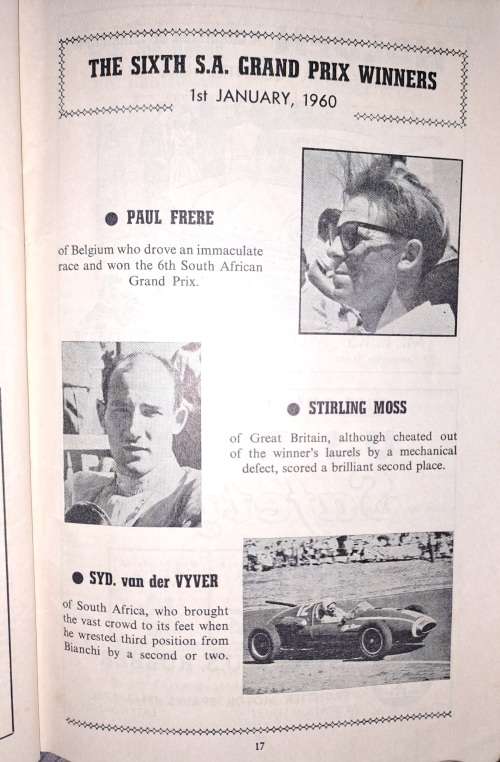 THE SIXTH S.A. GRAND PRIX WINNERS
1st JANUARY, 1960
● PAUL FRERE
of Belgium who drove an immaculate
race and won the 6th South African
Grand Prix.
● STIRLING MOSS
of Great Britain, although cheated out
of the winner's laurels by a mechanical
defect, scored a brilliant second place.
● SYD. van der VYVER
of South Africa, who brought
the vast crowd to its feet when
he wrested third position from
Bianchi by a second or two.
17